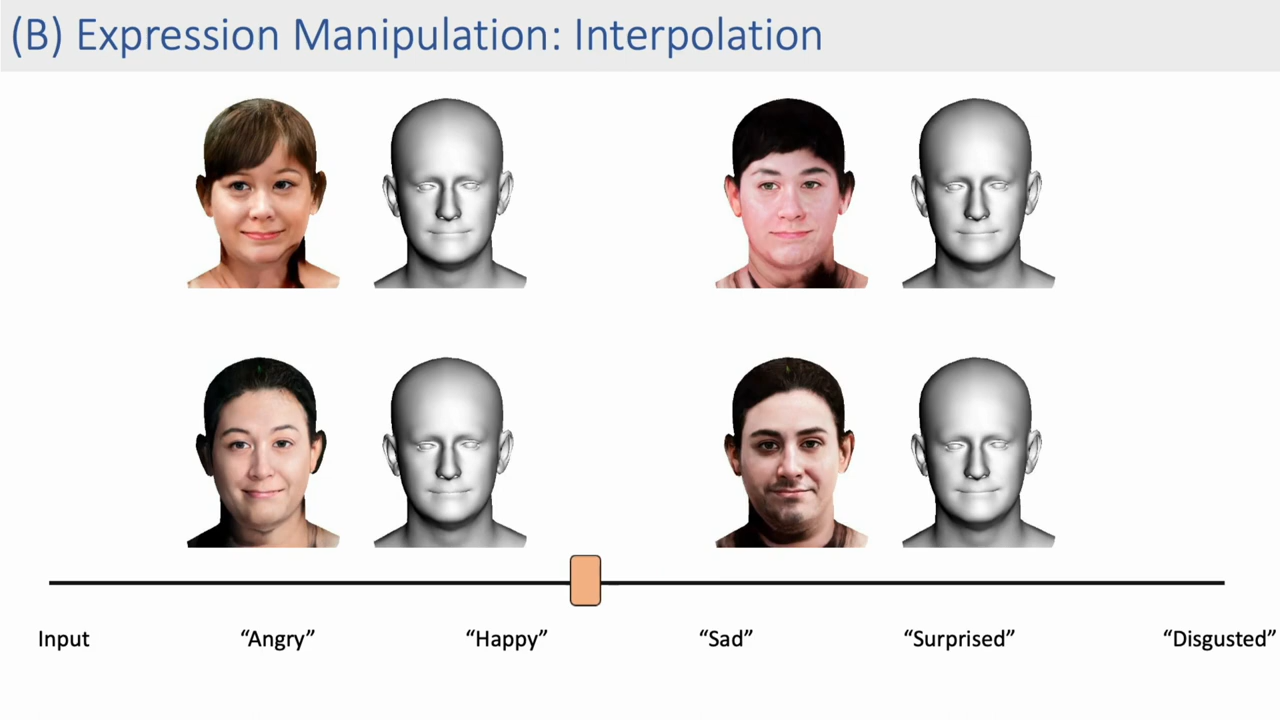 (B) Expression Manipulation: Interpolation
Input “Angry” “Happy” “Sad” “Surprised” “Disgusted”